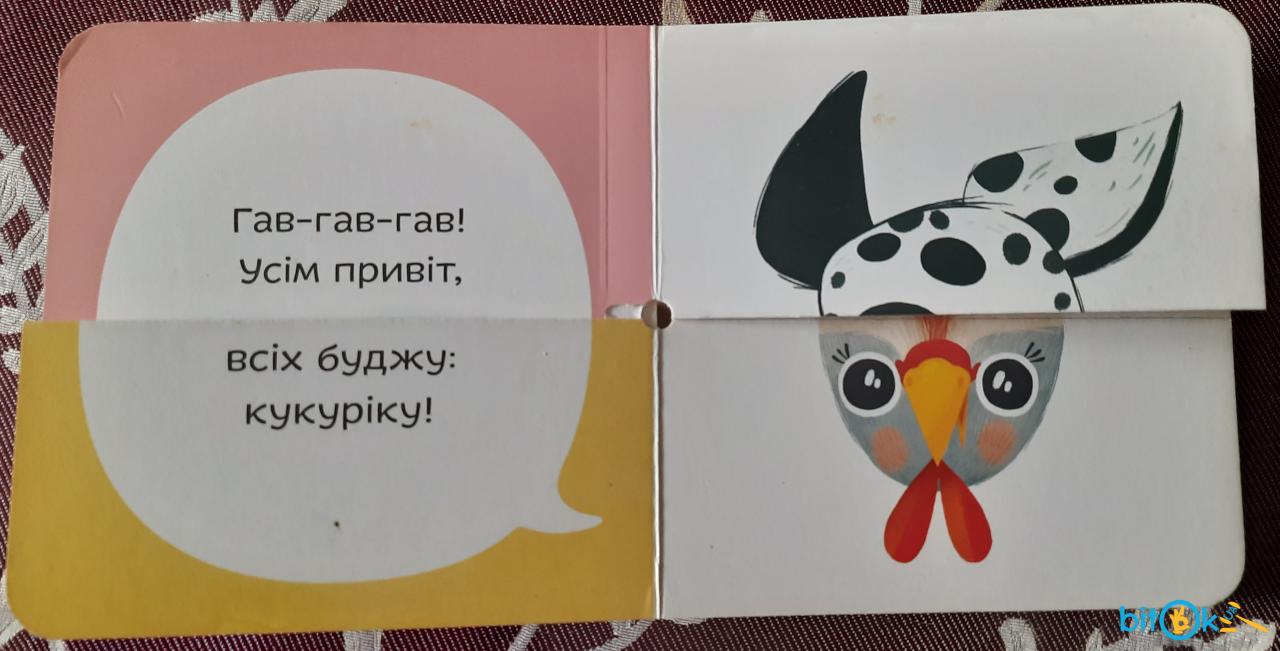 Гав-гав-гав!
Усім привіт,
всіх буджу:
кукуріку!
bitok